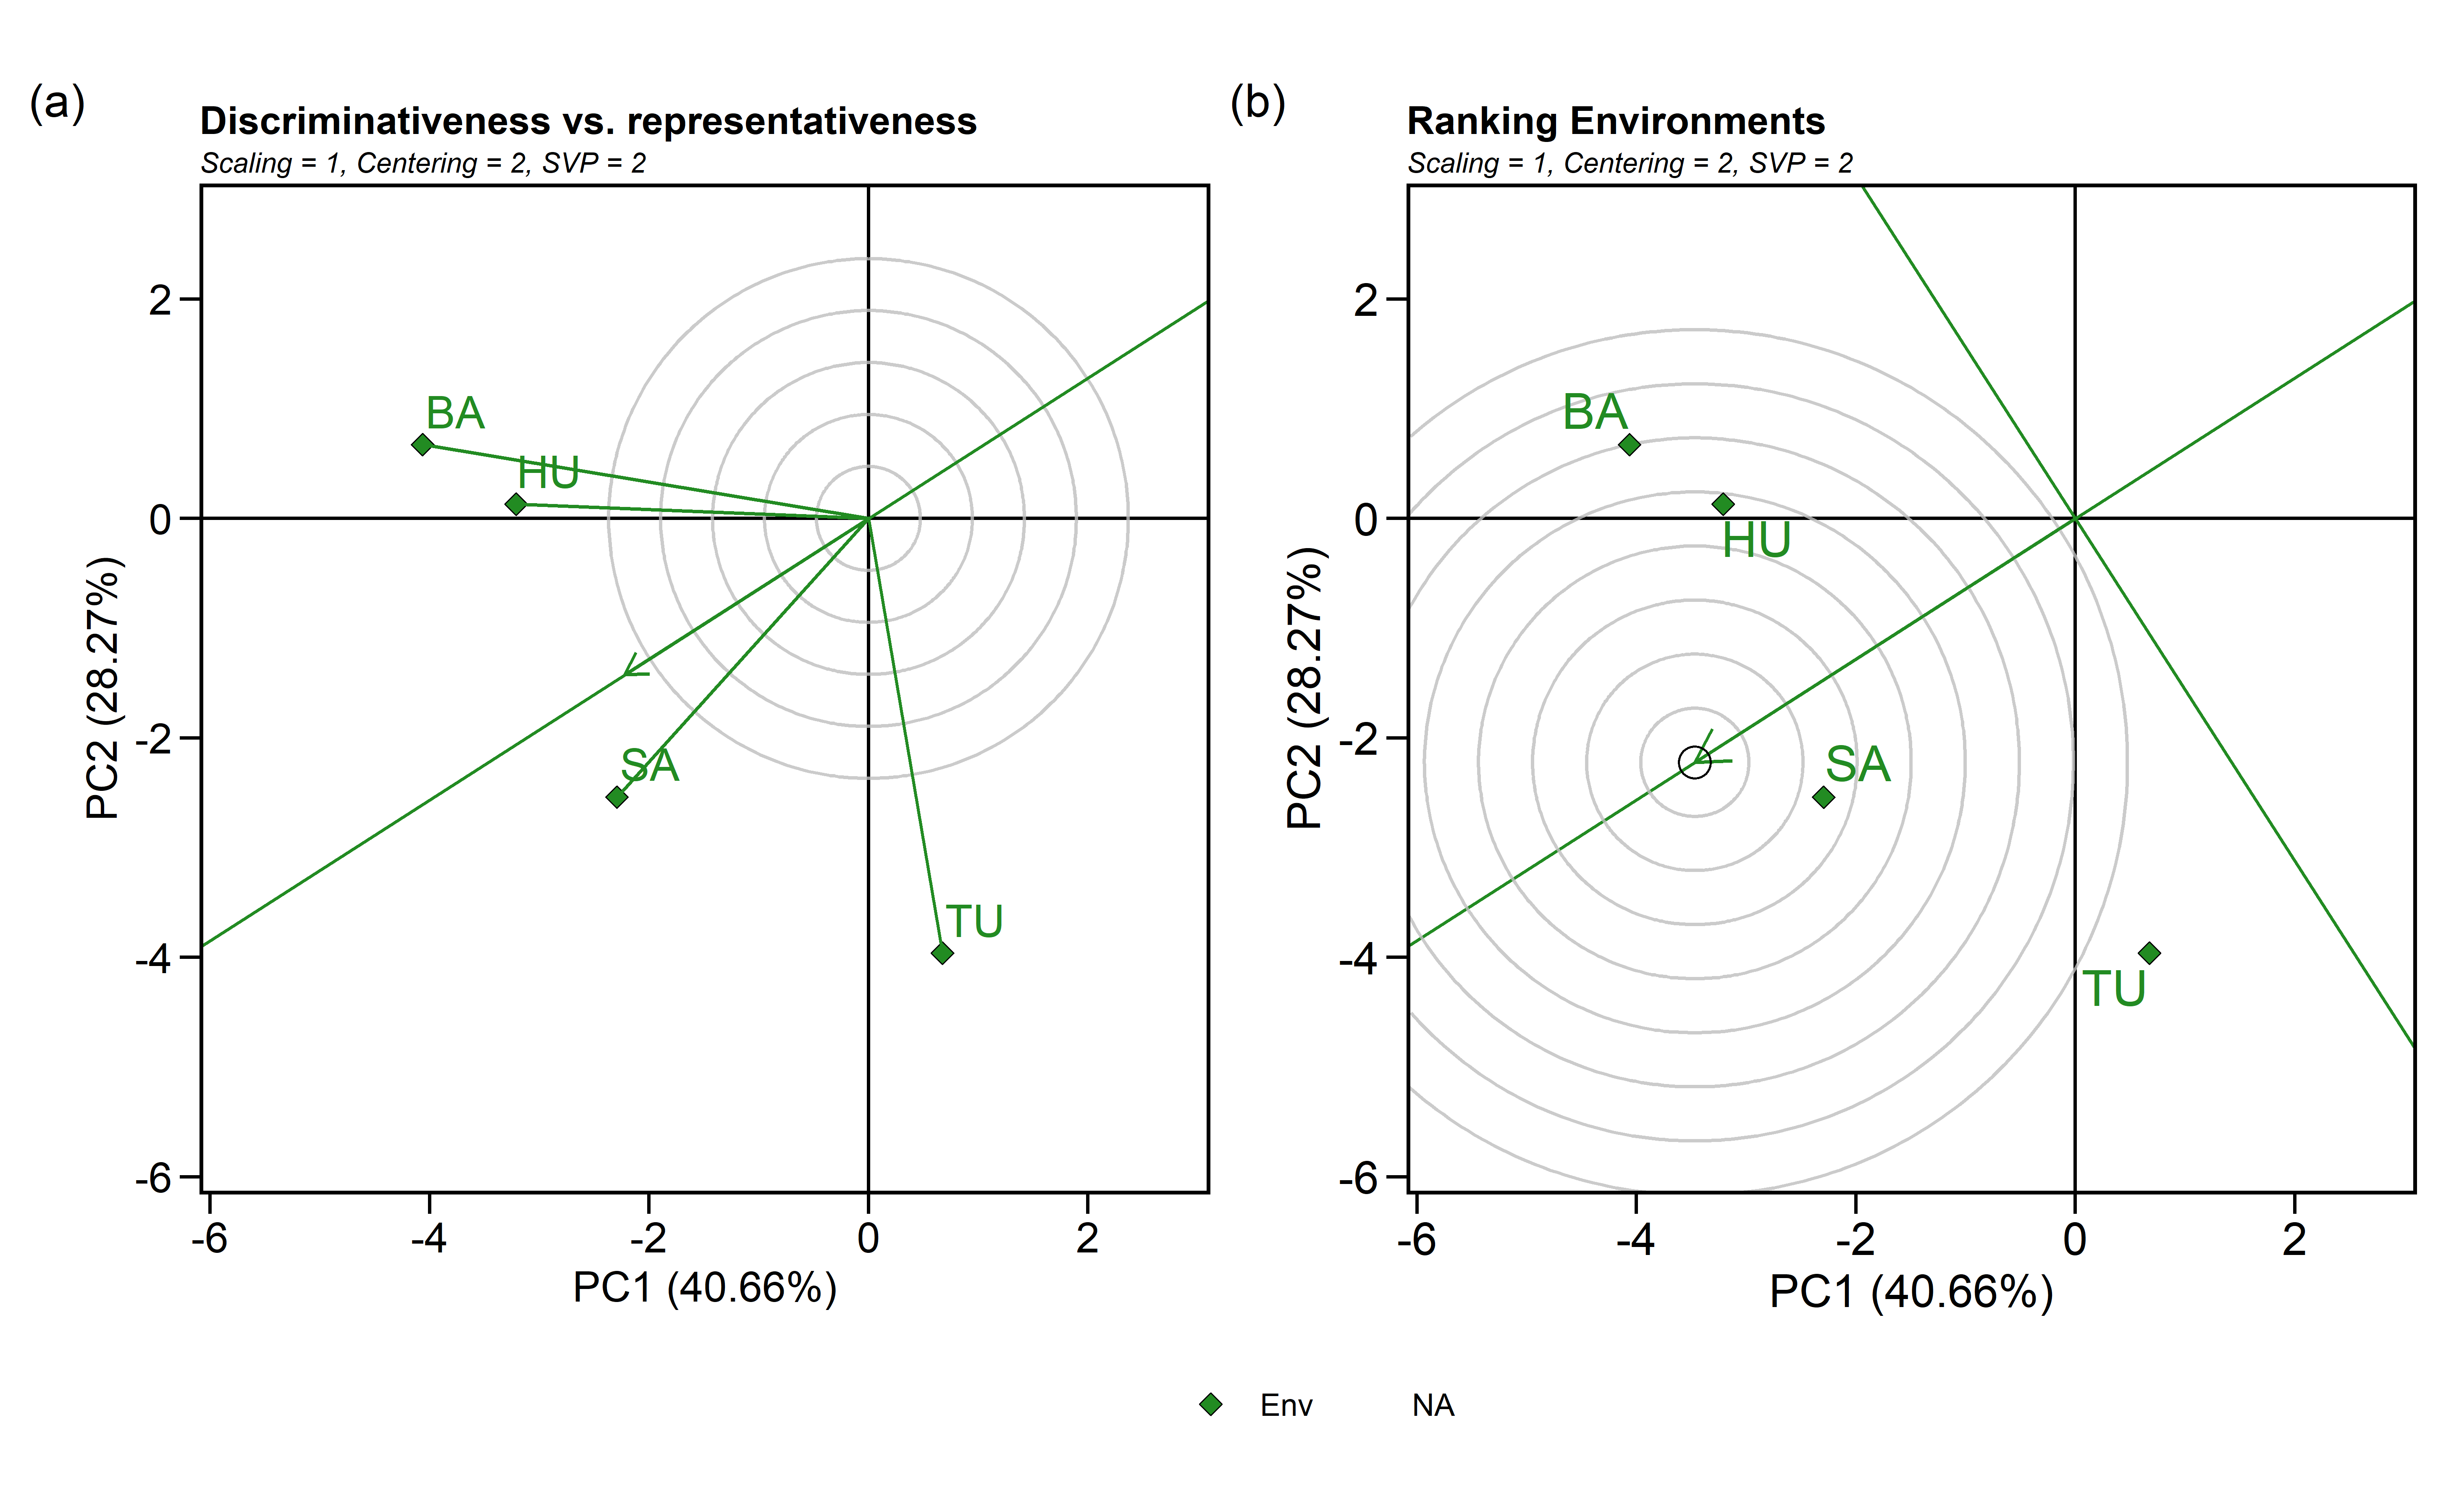 (a)
Discriminativeness vs. representativeness
Scaling = 1, Centering = 2, SVP = 2
2
0
-2
-4
-6
PC2 (28.27%)
BA
HU
SA
TU
-6 -4 -2 0 2
PC1 (40.66%)
(b)
Ranking Environments
Scaling = 1, Centering = 2, SVP = 2
2
0
-2
-4
-6
PC2 (28.27%)
BA
HU
SA
TU
-6 -4 -2 0 2
PC1 (40.66%)
Env NA